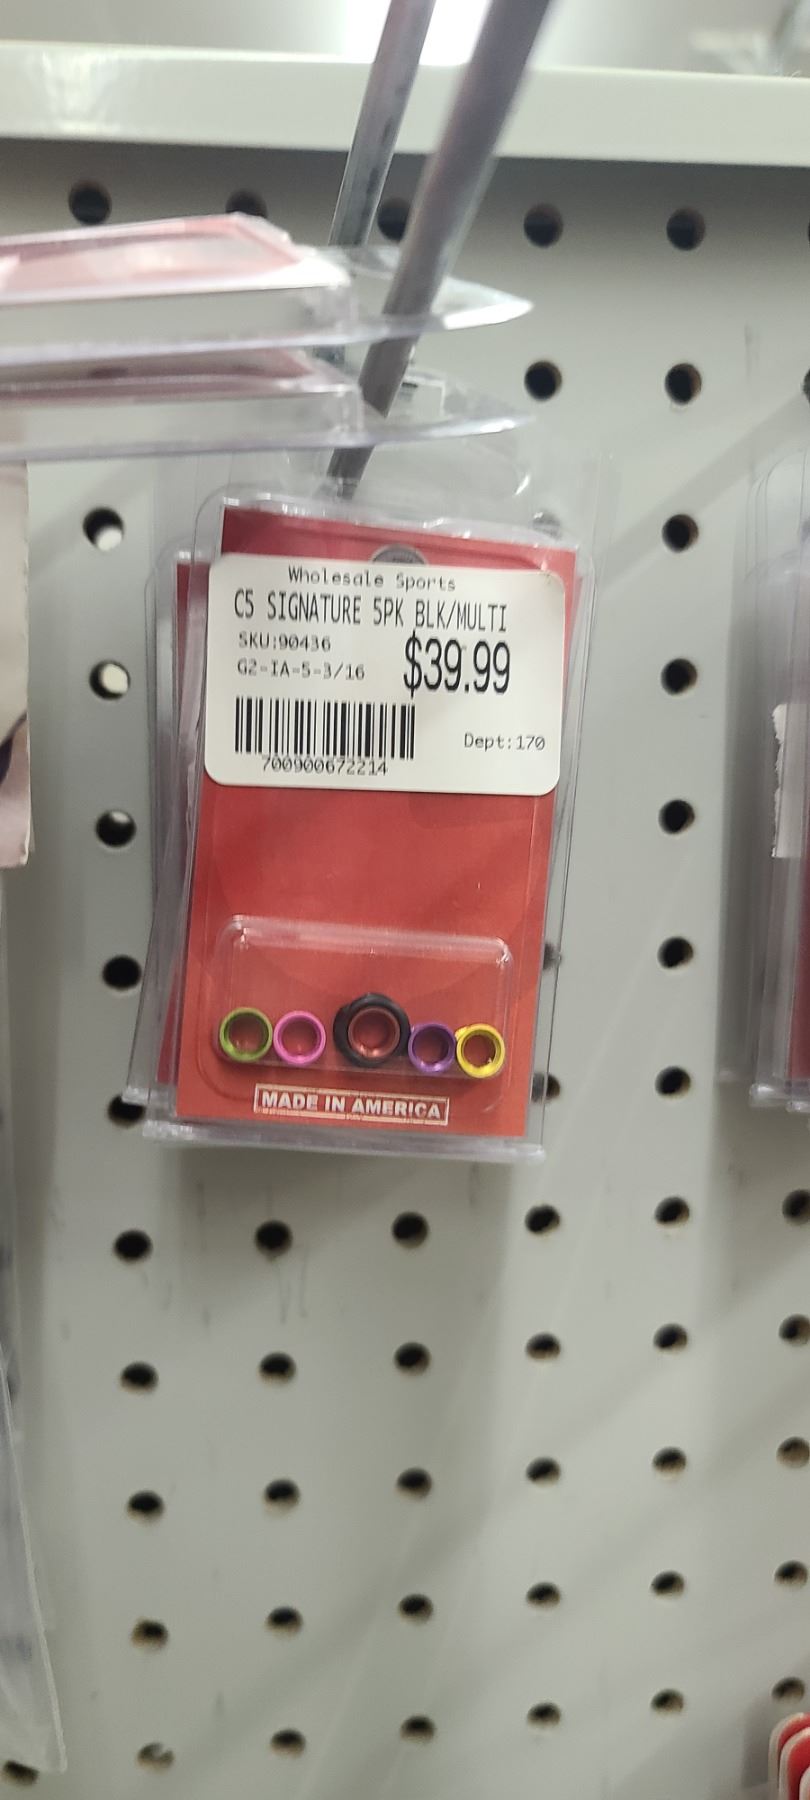 Wholesale Sports
C5 SIGNATURE 5PK BLK/MULTI
SKU:90436
$39.99
G2-IA-5-3/16
Dept:170
700900672214
MADE IN AMERICA